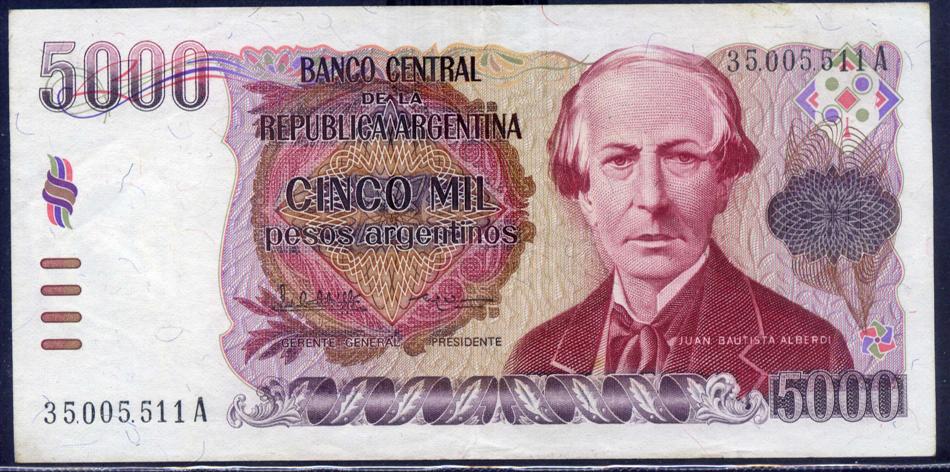 5000
35.005.511 A
BANCO CENTRAL
DE LA
REPUBLICA ARGENTINA
CINCO MIL
pesos argentinos
GERENTE GENERAL PRESIDENTE
JUAN BAUTISTA ALBERDI
35.005.511 A
5000